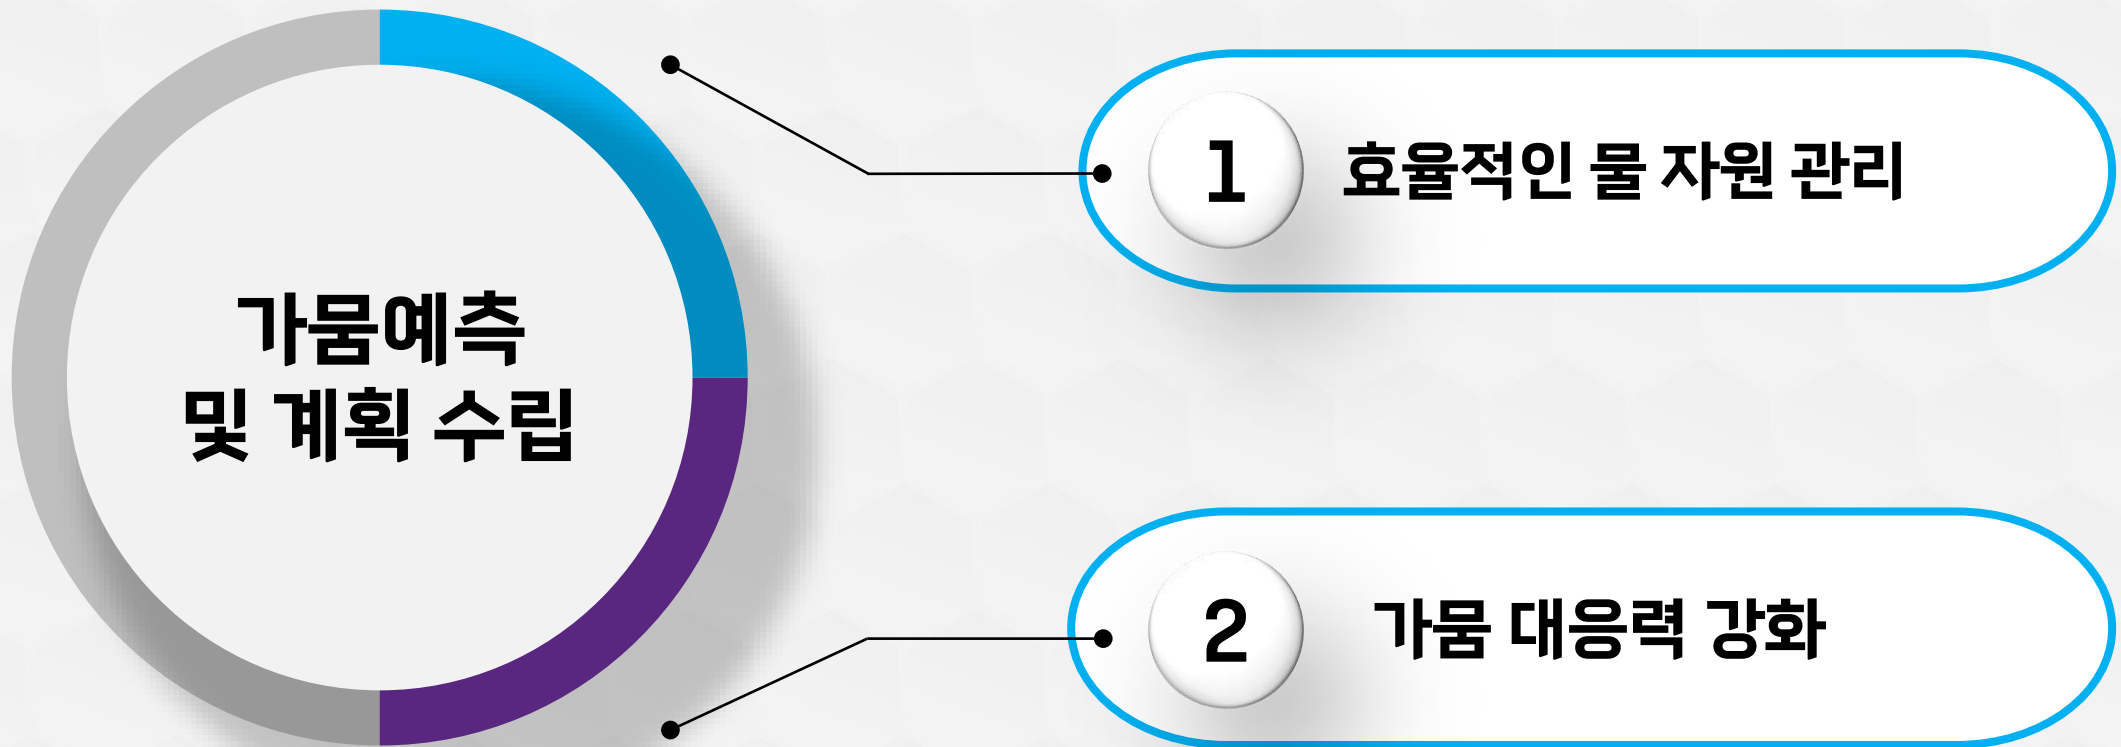 가뭄예측
및 계획 수립
1 효율적인 물 자원 관리
2 가뭄 대응력 강화